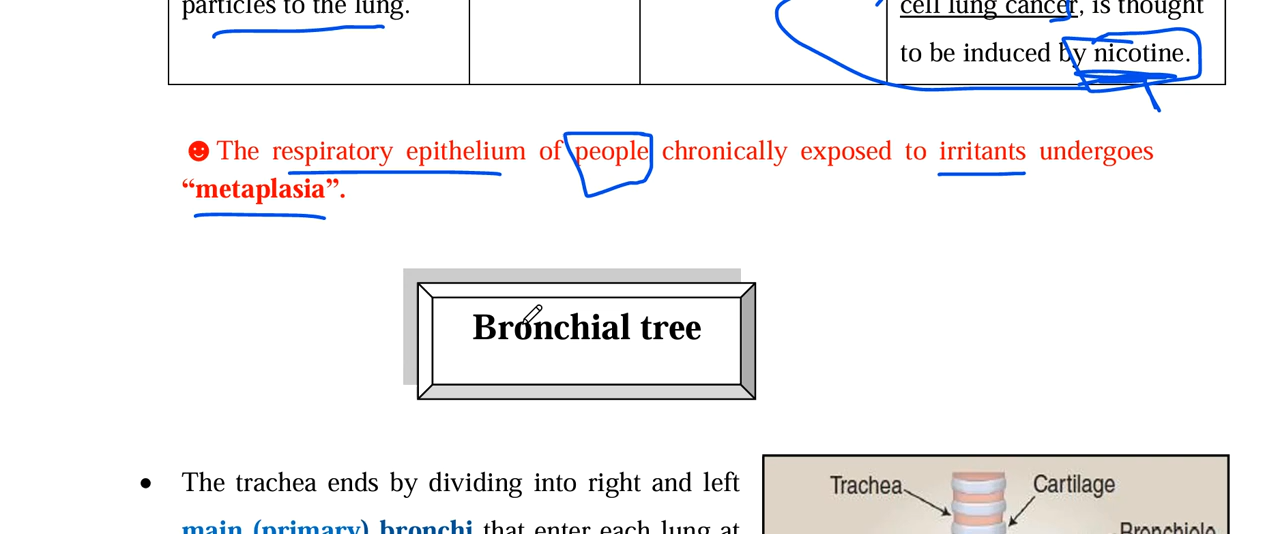 particles to the lung.
cell lung cancer, is thought
to be induced by nicotine.
The respiratory epithelium of people chronically exposed to irritants undergoes
“metaplasia”.
Bronchial tree
• The trachea ends by dividing into right and left
main (primary) bronchi that enter each lung at
Trachea
Cartilage
Bronchiole